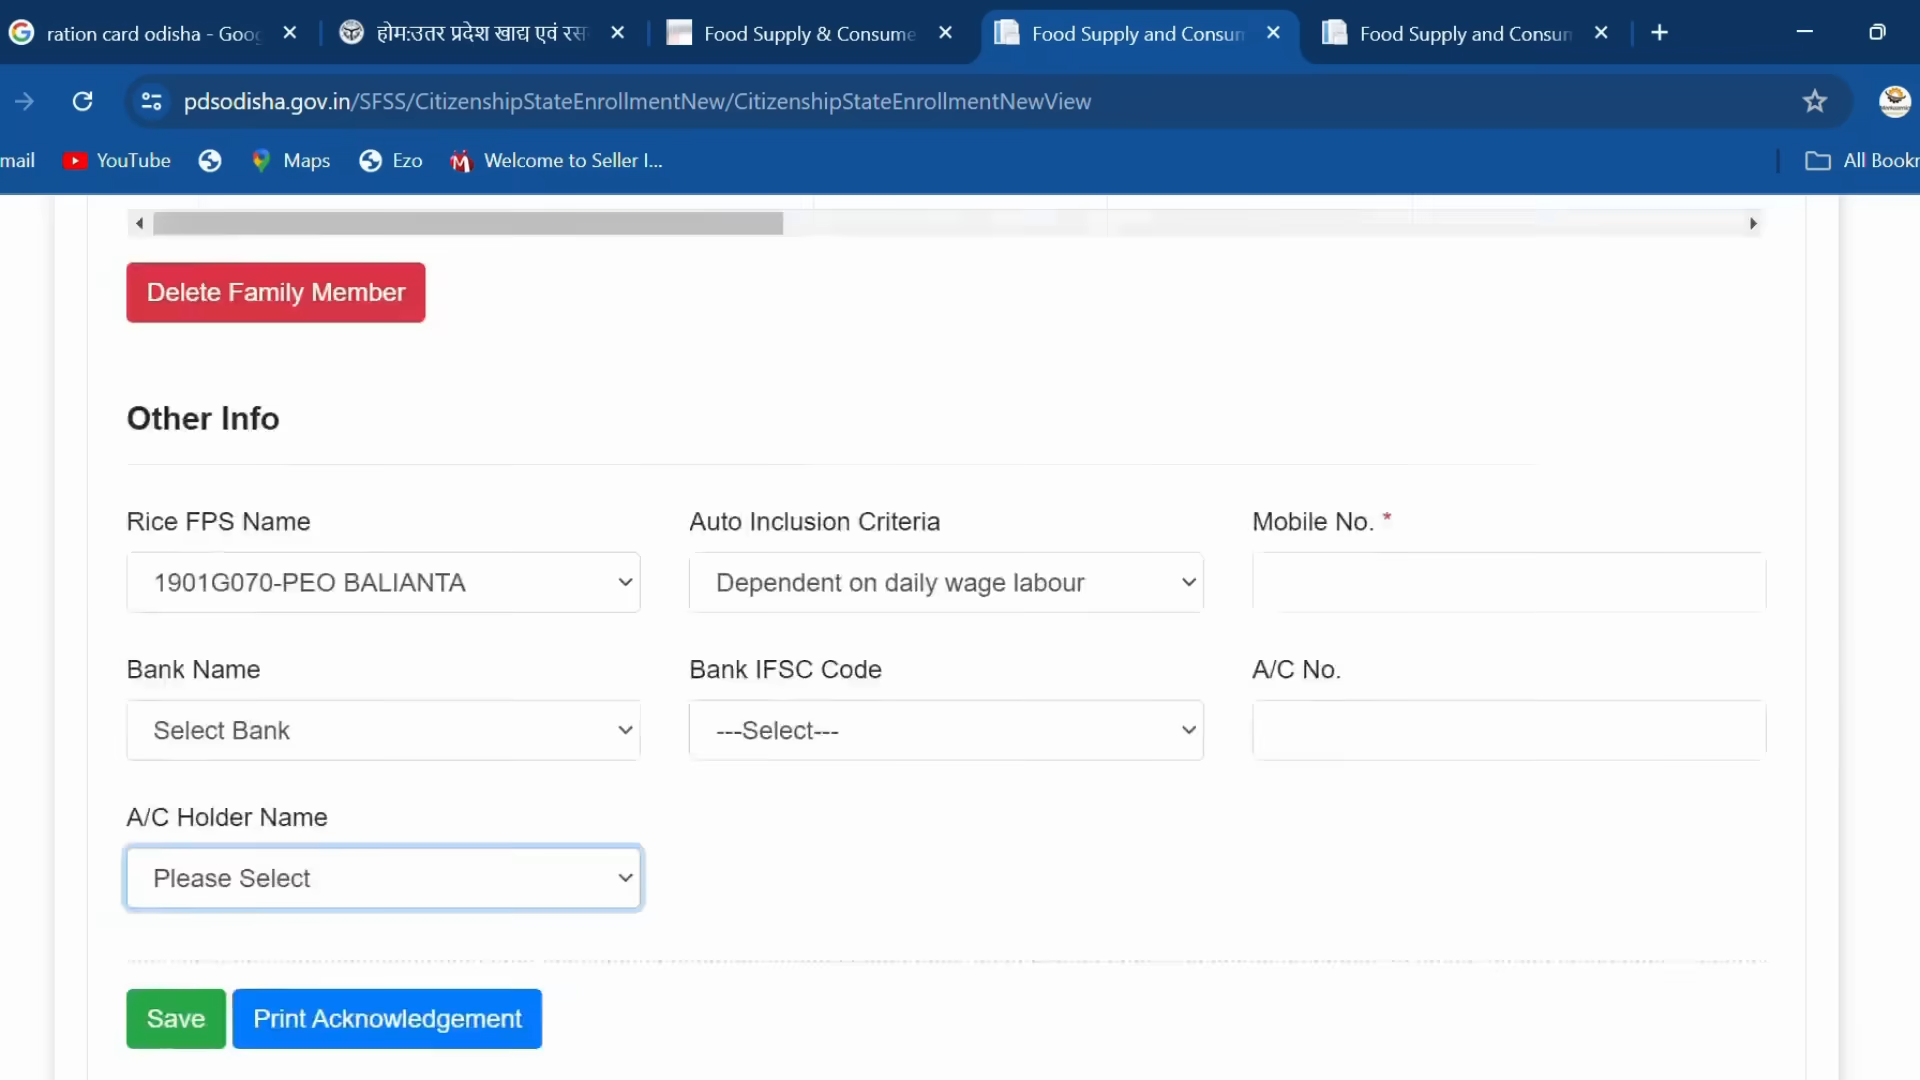 ration card odisha - Goog
होम:उतर प्रदेश खाद्य एवं रस
Food Supply & Consume
Food Supply and Consum
Food Supply and Consum
pdsodisha.gov.in/SFSS/CitizenshipStateEnrollmentNew/CitizenshipStateEnrollmentNewView
mail
YouTube
Maps
Ezo
Welcome to Seller I...
All Bookr
Delete Family Member
Other Info
Rice FPS Name
Auto Inclusion Criteria
Mobile No. *
1901G070-PEO BALIANTA
Dependent on daily wage labour
Bank Name
Bank IFSC Code
A/C No.
Select Bank
---Select---
A/C Holder Name
Please Select
Save
Print Acknowledgement